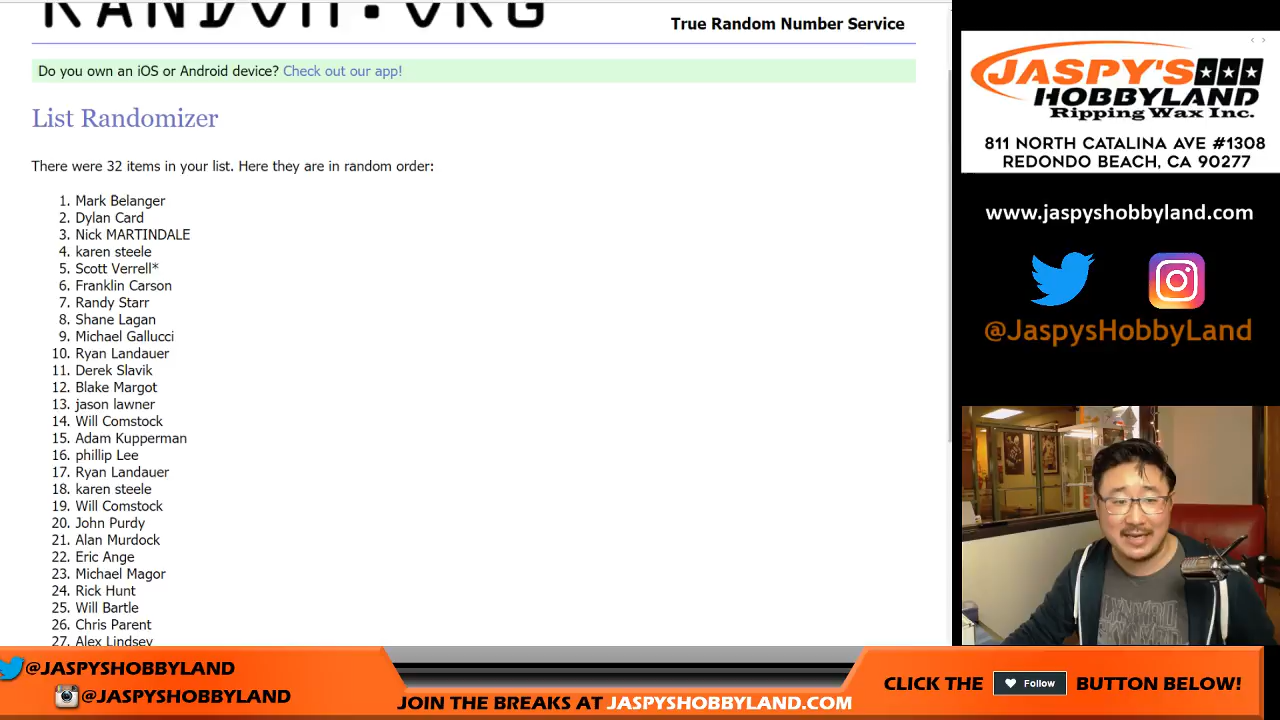 RANDOM.ORG
True Random Number Service
Do you own an iOS or Android device? Check out our app!
List Randomizer
There were 32 items in your list. Here they are in random order:
1. Mark Belanger
2. Dylan Card
3. Nick MARTINDALE
4. karen steele
5. Scott Verrell*
6. Franklin Carson
7. Randy Starr
8. Shane Lagan
9. Michael Gallucci
10. Ryan Landauer
11. Derek Slavik
12. Blake Margot
13. jason lawner
14. Will Comstock
15. Adam Kupperman
16. phillip Lee
17. Ryan Landauer
18. karen steele
19. Will Comstock
20. John Purdy
21. Alan Murdock
22. Eric Ange
23. Michael Magor
24. Rick Hunt
25. Will Bartle
26. Chris Parent
27. Alex Lindsey
JASPY'S
HOBBYLAND
Ripping Wax Inc.
811 NORTH CATALINA AVE #1308
REDONDO BEACH, CA 90277
www.jaspyshobbyland.com
@JaspysHobbyLand
@JASPYSHOBBYLAND
@JASPYSHOBBYLAND
JOIN THE BREAKS AT JASPYSHOBBYLAND.COM
CLICK THE Follow BUTTON BELOW!